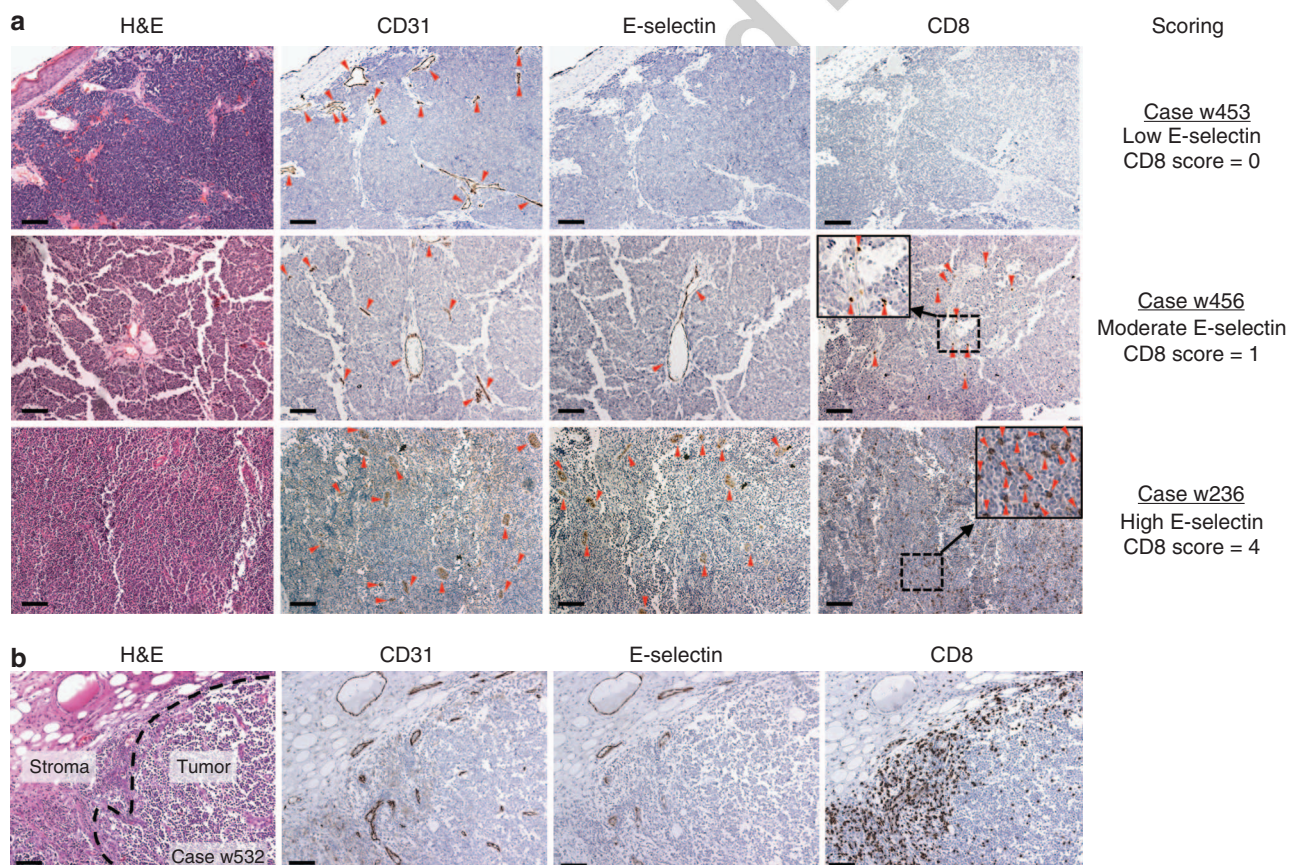 a
H&E
CD31
E-selectin
CD8
Scoring
Case w453
Low E-selectin
CD8 score = 0
Case w456
Moderate E-selectin
CD8 score = 1
Case w236
High E-selectin
CD8 score = 4
b
H&E
CD31
E-selectin
CD8
Stroma
Tumor
Case w532